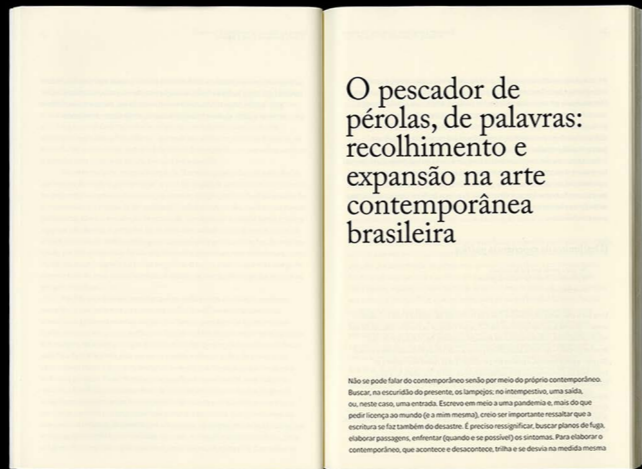 O pescador de
pérolas, de palavras:
recolhimento e
expansão na arte
contemporânea
brasileira
Não se pode falar do contemporâneo senão por meio do próprio contemporâneo.
Buscar, na escuridão do presente, os lampejos; no intempestivo, uma saída,
ou, neste caso, uma entrada. Escrevo em meio a uma pandemia e, mais do que
pedir licença ao mundo (e a mim mesma), creio ser importante ressaltar que a
escritura se faz também do desastre. É preciso ressignificar, buscar planos de fuga,
elaborar passagens, enfrentar (quando e se possível) os sintomas. Para elaborar o
contemporâneo, que acontece e desacontece, trilha e se desvia na medida mesma